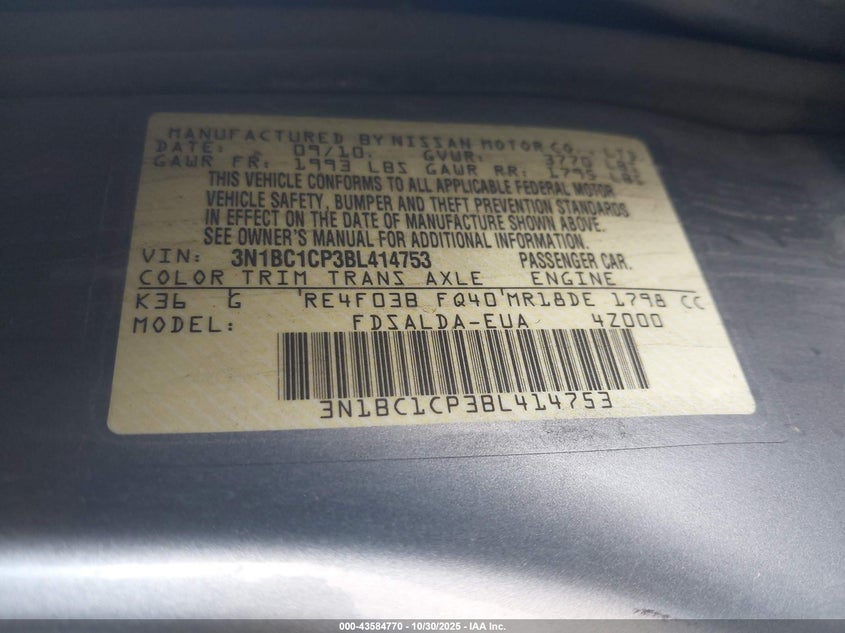 MANUFACTURED BY NISSAN MOTOR CO., LTD
DATE: 09/10 GVWR: 3770 LBS
GAWR FR: 1993 LBS GAWR RR: 1795 LBS
THIS VEHICLE CONFORMS TO ALL APPLICABLE FEDERAL MOTOR
VEHICLE SAFETY, BUMPER AND THEFT PREVENTION STANDARDS
IN EFFECT ON THE DATE OF MANUFACTURE SHOWN ABOVE.
SEE OWNER'S MANUAL FOR ADDITIONAL INFORMATION.
VIN: 3N1BC1CP3BL414753 PASSENGER CAR.
COLOR TRIM TRANS AXLE ENGINE
K36 G RE4F03B FQ40 MR18DE 1798 CC
MODEL: FDSALDA-EUA 4Z000
3N1BC1CP3BL414753
000-43584770 - 10/30/2025 - IAA Inc.